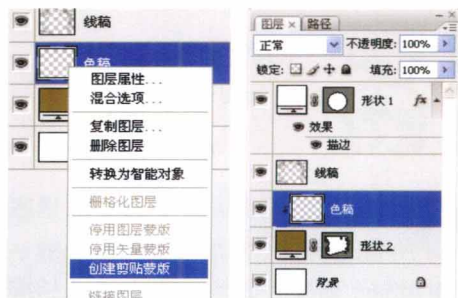 线稿
色稿
图层属性...
混合选项...
复制图层...
删除图层
转换为智能对象
栅格化图层
停用图层蒙版
停用矢量蒙版
创建剪贴蒙版
链接图层
图层 × 路径
正常 不透明度: 100%
锁定: 填充: 100%
形状 1 fx
效果
描边
线稿
色稿
形状 2
背景